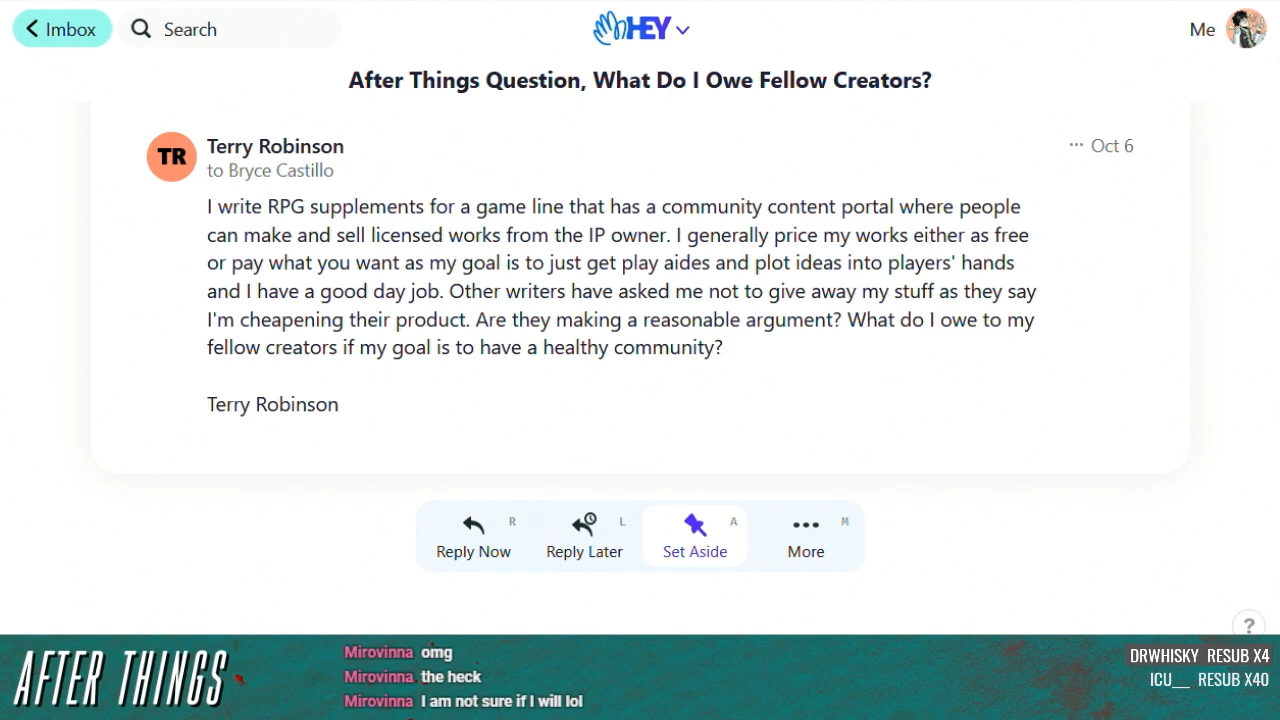 Imbox
Search
HEY
Me
After Things Question, What Do I Owe Fellow Creators?
TR
Terry Robinson
to Bryce Castillo
Oct 6
I write RPG supplements for a game line that has a community content portal where people
can make and sell licensed works from the IP owner. I generally price my works either as free
or pay what you want as my goal is to just get play aides and plot ideas into players' hands
and I have a good day job. Other writers have asked me not to give away my stuff as they say
I'm cheapening their product. Are they making a reasonable argument? What do I owe to my
fellow creators if my goal is to have a healthy community?
Terry Robinson
R
L
A
M
Reply Now
Reply Later
Set Aside
More
?
AFTER THINGS
Mirovinna oimg
Mirovinna the heck
Mirovinna I am not sure if I will lol
DRWHISKY RESUB X4
ICU__ RESUB X40